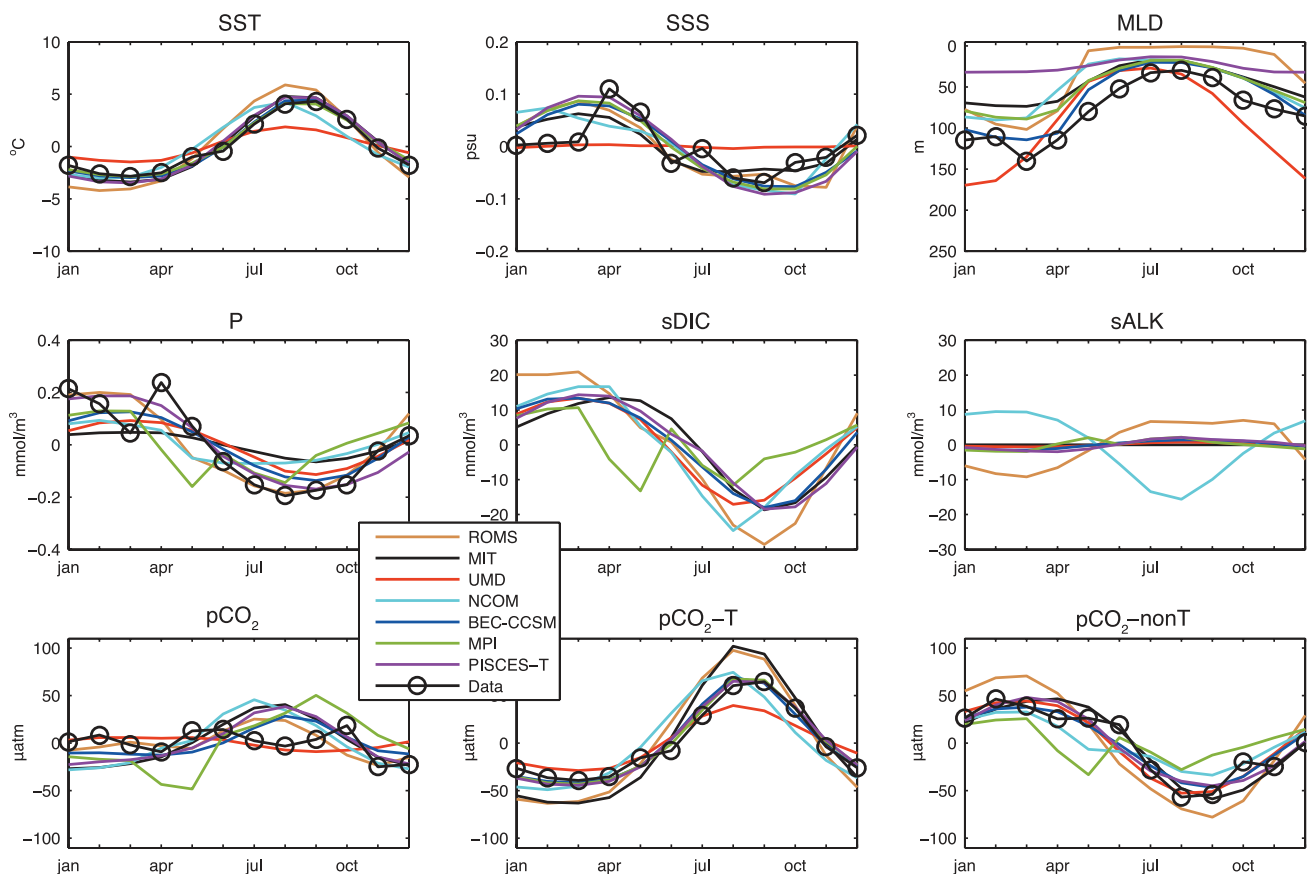 SST
SSS
MLD
10
5
0
−5
−10
°C
jan
apr
jul
oct
0.2
0.1
0
−0.1
−0.2
psu
jan
apr
jul
oct
0
50
100
150
200
250
m
jan
apr
jul
oct
P
sDIC
sALK
0.4
0.2
0
−0.2
−0.4
mmol/m³
jan
apr
30
20
10
0
−10
−20
mmol/m³
jul
oct
30
20
10
0
−10
−20
−30
mmol/m³
jan
apr
jul
oct
ROMS
MIT
UMD
NCOM
BEC-CCSM
MPI
PISCES−T
Data
pCO₂
pCO₂−T
pCO₂−nonT
100
50
0
−50
−100
µatm
jan
apr
jul
oct
50
0
−50
−100
µatm
jan
apr
jul
oct
100
50
0
−50
−100
µatm
jan
apr
jul
oct